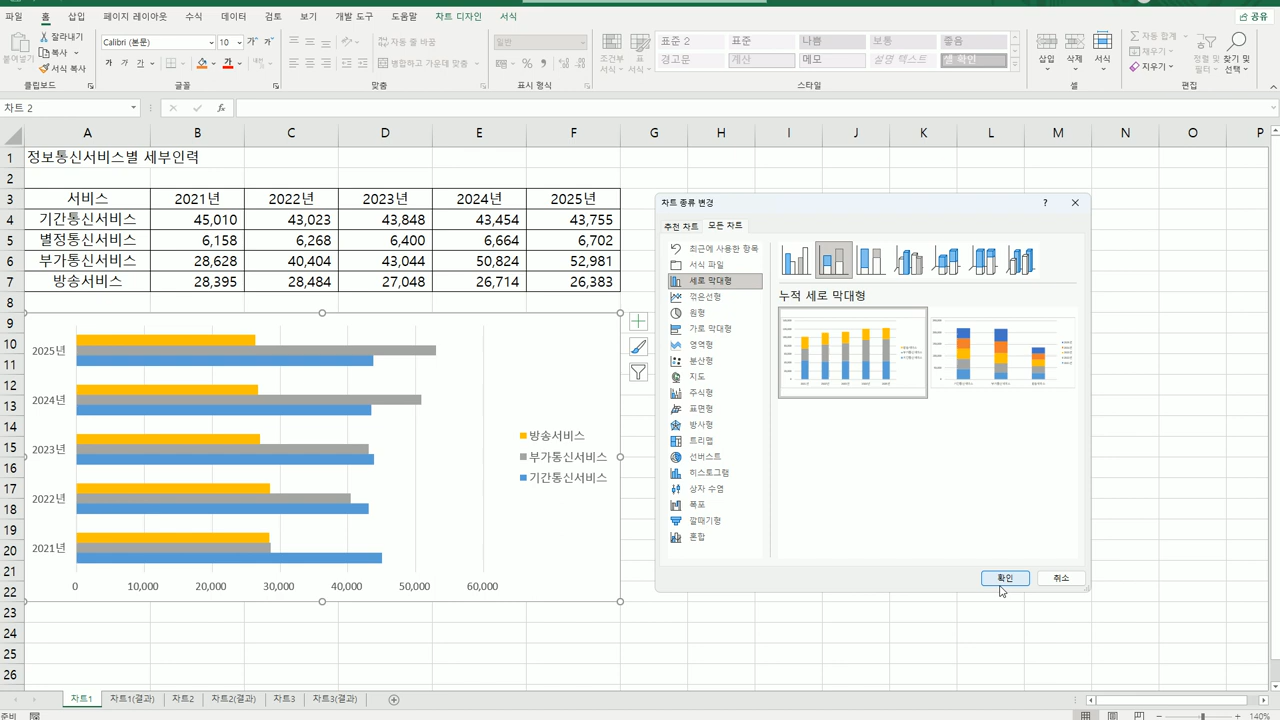 파일 홈 삽입 페이지 레이아웃 수식 데이터 검토 보기 개발 도구 도움말 차트 디자인 서식 공유
붙여넣기 잘라내기 복사 서식 복사 클립보드
Calibri (본문) 10 가 가 가 가 가 가 글꼴
자동 줄 바꿈 병합하고 가운데 맞춤 맞춤
일반 표시 형식
조건부 서식 표 서식
표준 2 표준 나쁨 보통 좋음
경고문 계산 메모 설명 텍스트 셀 확인
스타일
삽입 삭제 서식 셀
자동 합계 채우기 지우기 정렬 및 필터 찾기 및 선택 편집
차트 2 fx
A B C D E F G H I J K L M N O P
1 정보통신서비스별 세부인력
2
3 서비스 2021년 2022년 2023년 2024년 2025년
4 기간통신서비스 45,010 43,023 43,848 43,454 43,755
5 별정통신서비스 6,158 6,268 6,400 6,664 6,702
6 부가통신서비스 28,628 40,404 43,044 50,824 52,981
7 방송서비스 28,395 28,484 27,048 26,714 26,383
8
9
10
11
12
13
14
15
16
17
18
19
20
21
22
23
24
25
26
2025년
2024년
2023년
2022년
2021년
0 10,000 20,000 30,000 40,000 50,000 60,000
방송서비스
부가통신서비스
기간통신서비스
차트 종류 변경 ?
추천 차트 모든 차트
최근에 사용한 항목
서식 파일
세로 막대형
꺾은선형
원형
가로 막대형
영역형
분산형
지도
주식형
표면형
방사형
트리맵
선버스트
히스토그램
상자 수염
폭포
깔때기형
혼합
누적 세로 막대형
확인 취소
차트1 차트1(결과) 차트2 차트2(결과) 차트3 차트3(결과)
준비 140%